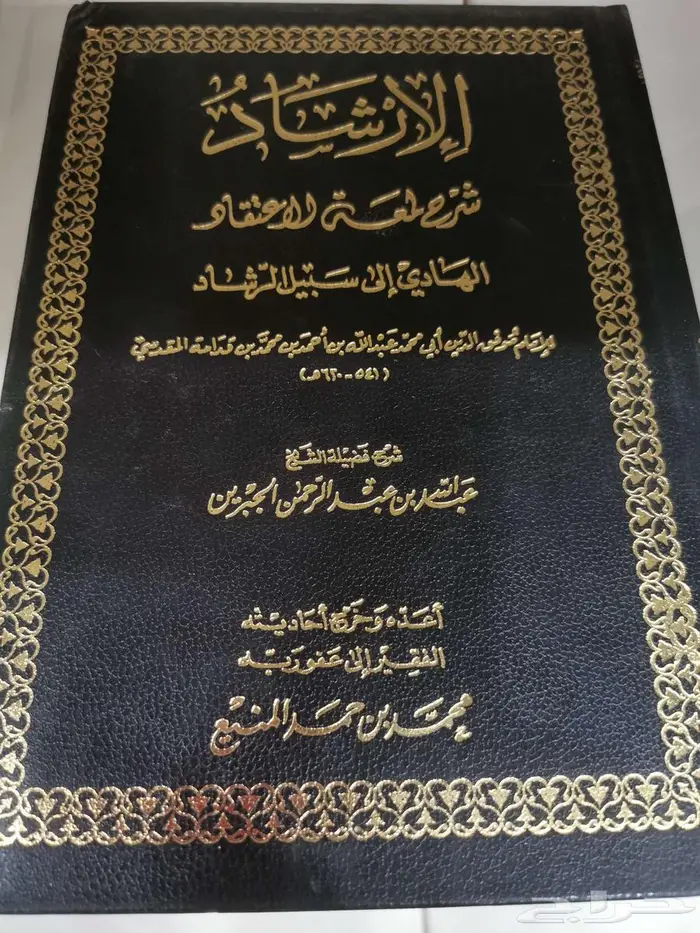 الإرشاد
شرح لمعة الاعتقاد
الهادي إلى سبيل الرشاد
للإمام موفق الدين أبي محمد عبد الله بن أحمد بن محمد بن قدامة المقدسي
(٥٤١ - ٦٢٠هـ)
شرح فضيلة الشيخ
عبد الله بن عبد الرحمن الجبرين
أعده وخرج أحاديثه
الفقير إلى عفو ربه
محمد بن حمد المنيع
حراج